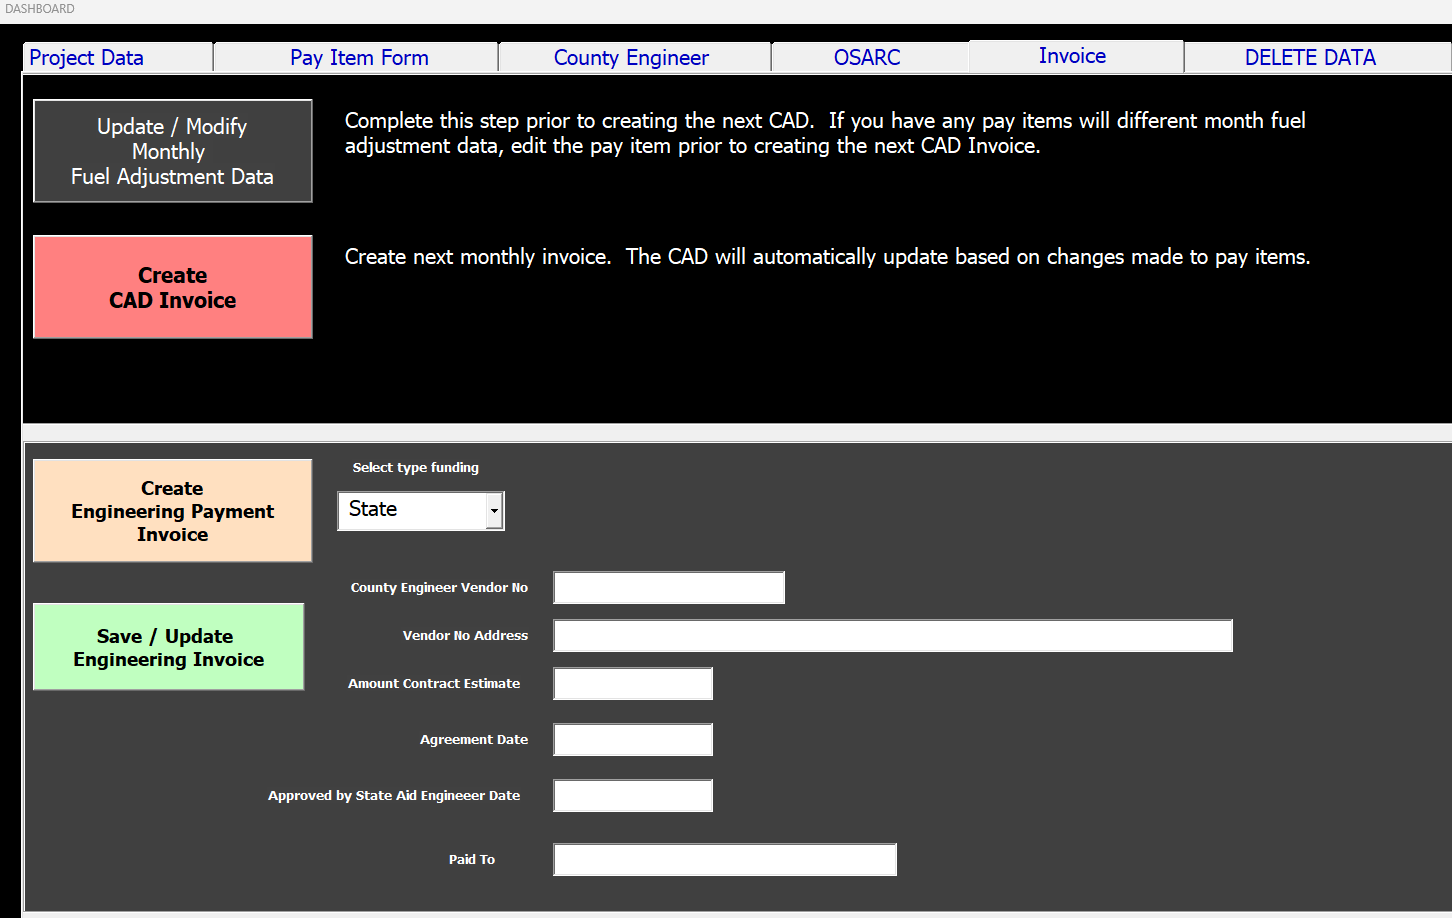 DASHBOARD
Project Data
Pay Item Form
County Engineer
OSARC
Invoice
DELETE DATA
Update / Modify
Monthly
Fuel Adjustment Data
Complete this step prior to creating the next CAD.  If you have any pay items will different month fuel
adjustment data, edit the pay item prior to creating the next CAD Invoice.
Create
CAD Invoice
Create next monthly invoice.  The CAD will automatically update based on changes made to pay items.
Create
Engineering Payment
Invoice
Select type funding
State
Save / Update
Engineering Invoice
County Engineer Vendor No
Vendor No Address
Amount Contract Estimate
Agreement Date
Approved by State Aid Engineeer Date
Paid To